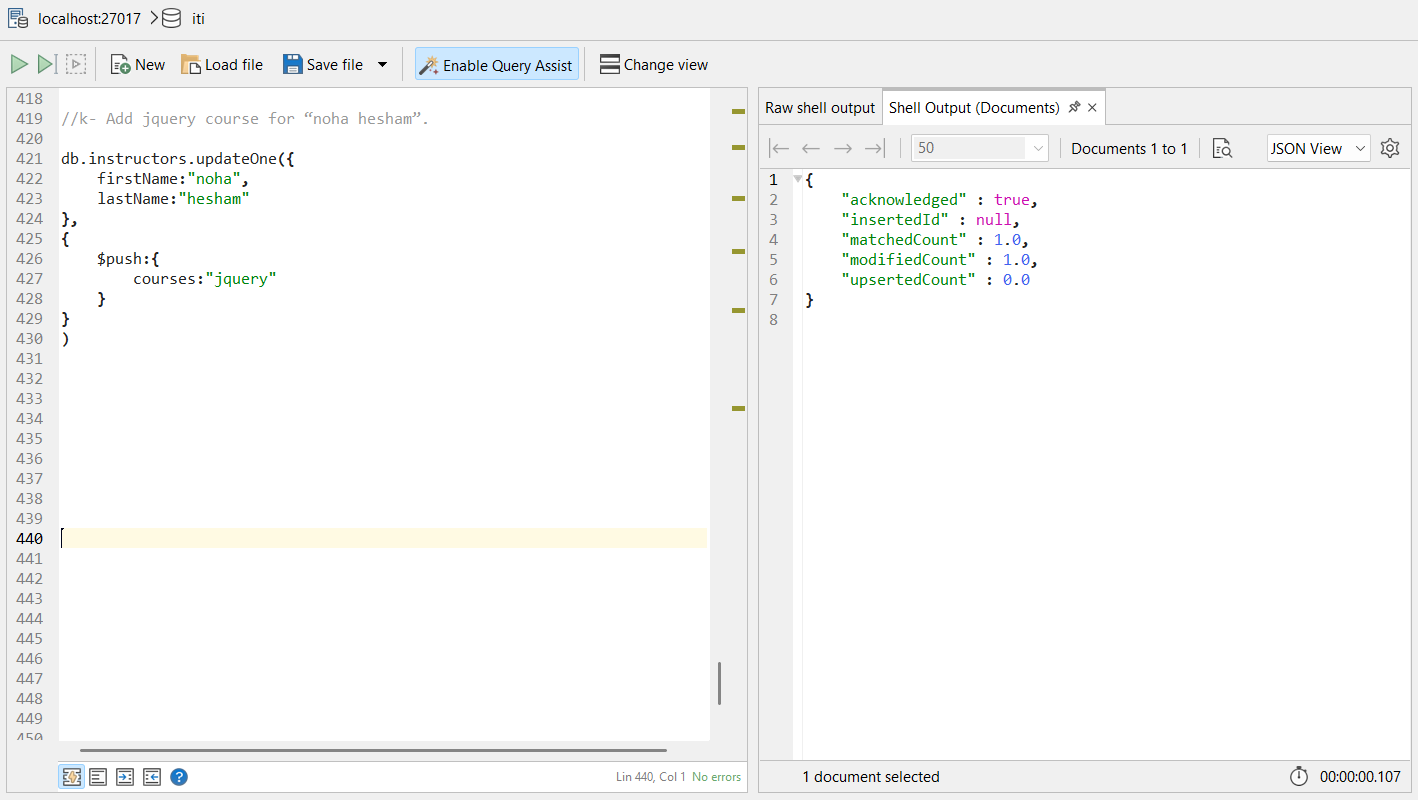 localhost:27017 iti
New Load file Save file Enable Query Assist Change view
418
419 //k- Add jquery course for “noha hesham”.
420
421 db.instructors.updateOne({
422 firstName:"noha",
423 lastName:"hesham"
424 },
425 {
426 $push:{
427 courses:"jquery"
428 }
429 }
430 )
431
432
433
434
435
436
437
438
439
440
441
442
443
444
445
446
447
448
449
450
Lin 440, Col 1 No errors
Raw shell output Shell Output (Documents)
50 Documents 1 to 1 JSON View
1 {
2 "acknowledged" : true,
3 "insertedId" : null,
4 "matchedCount" : 1.0,
5 "modifiedCount" : 1.0,
6 "upsertedCount" : 0.0
7 }
8
1 document selected 00:00:00.107